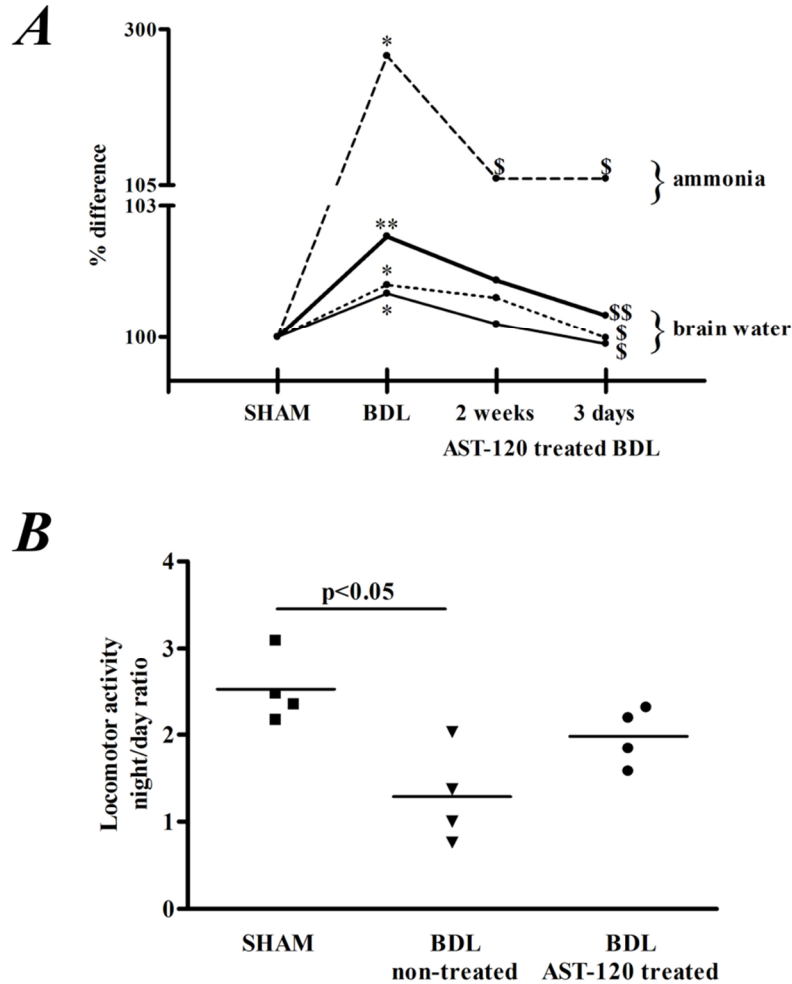 A
300
*
$ $
105
} ammonia
103
**
*
*
$$
$
$
} brain water
100
% difference
SHAM BDL 2 weeks 3 days
AST-120 treated BDL
B
4
p<0.05
3
2
1
0
Locomotor activity
night/day ratio
SHAM BDL BDL
non-treated AST-120 treated